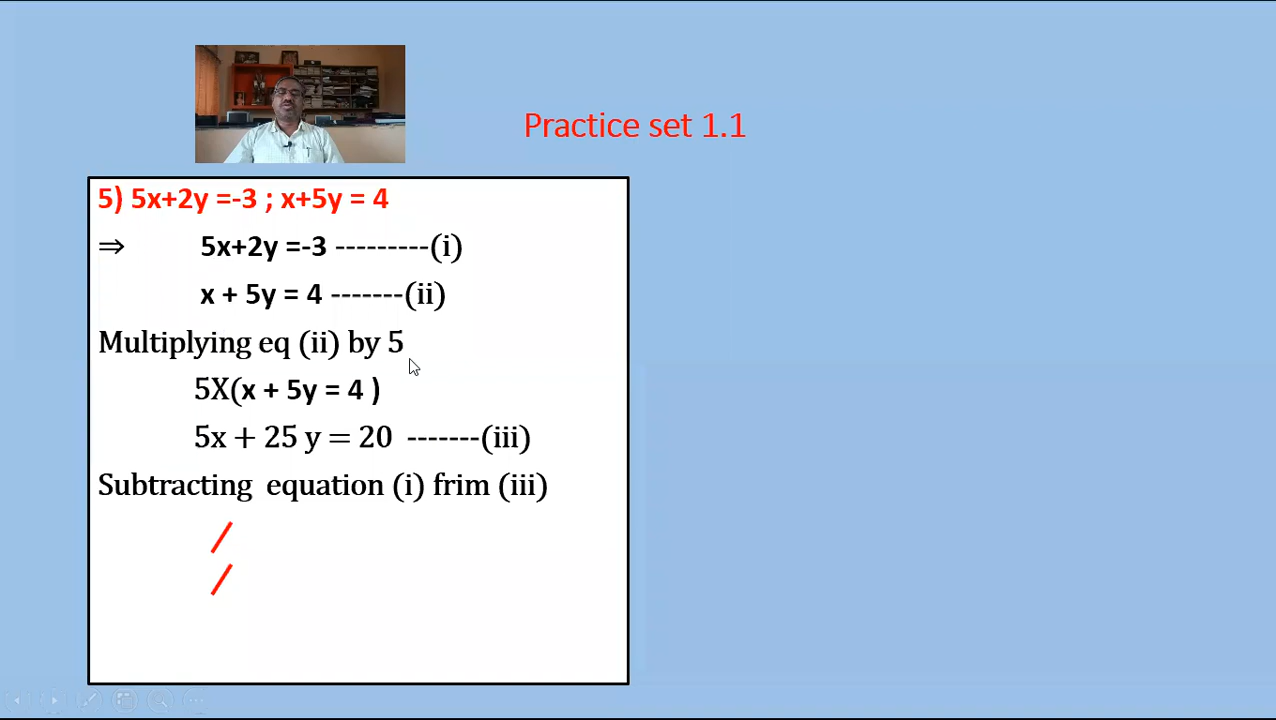 Practice set 1.1
5) 5x+2y =-3 ; x+5y = 4
⇒ 5x+2y =-3 ---------(i)
x + 5y = 4 -------(ii)
Multiplying eq (ii) by 5
5X(x + 5y = 4 )
5x + 25 y = 20 -------(iii)
Subtracting equation (i) frim (iii)